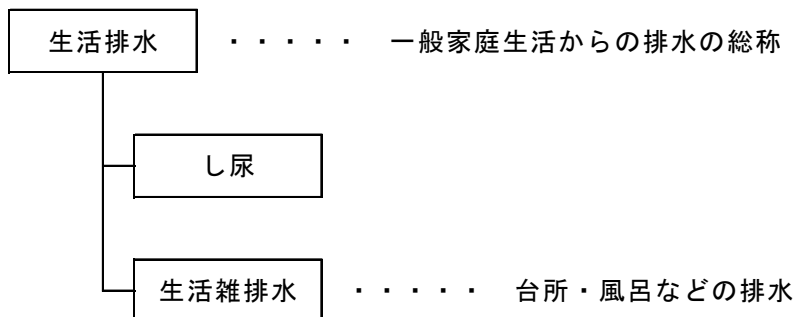 生活排水 ・・・・・ 一般家庭生活からの排水の総称
し尿
生活雑排水 ・・・・・ 台所・風呂などの排水